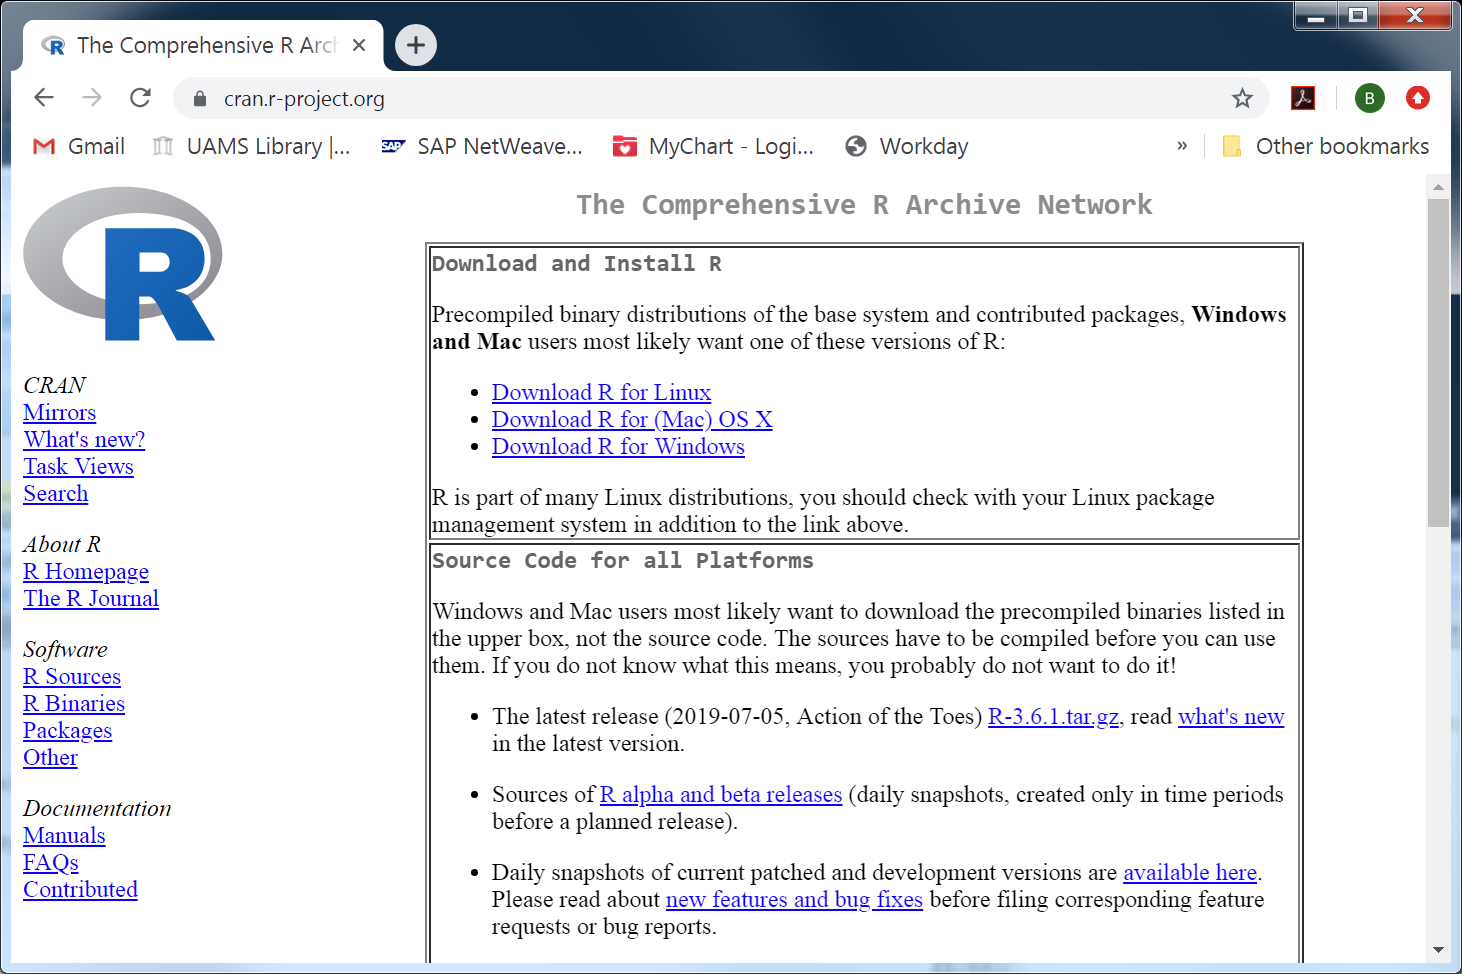 The Comprehensive R Arc
cran.r-project.org
B
Gmail
UAMS Library |...
SAP
SAP NetWeave...
MyChart - Logi...
Workday
»
Other bookmarks
R
CRAN
Mirrors
What's new?
Task Views
Search
About R
R Homepage
The R Journal
Software
R Sources
R Binaries
Packages
Other
Documentation
Manuals
FAQs
Contributed
The Comprehensive R Archive Network
Download and Install R
Precompiled binary distributions of the base system and contributed packages, Windows
and Mac users most likely want one of these versions of R:
• Download R for Linux
• Download R for (Mac) OS X
• Download R for Windows
R is part of many Linux distributions, you should check with your Linux package
management system in addition to the link above.
Source Code for all Platforms
Windows and Mac users most likely want to download the precompiled binaries listed in
the upper box, not the source code. The sources have to be compiled before you can use
them. If you do not know what this means, you probably do not want to do it!
• The latest release (2019-07-05, Action of the Toes) R-3.6.1.tar.gz, read what's new
in the latest version.
• Sources of R alpha and beta releases (daily snapshots, created only in time periods
before a planned release).
• Daily snapshots of current patched and development versions are available here.
Please read about new features and bug fixes before filing corresponding feature
requests or bug reports.